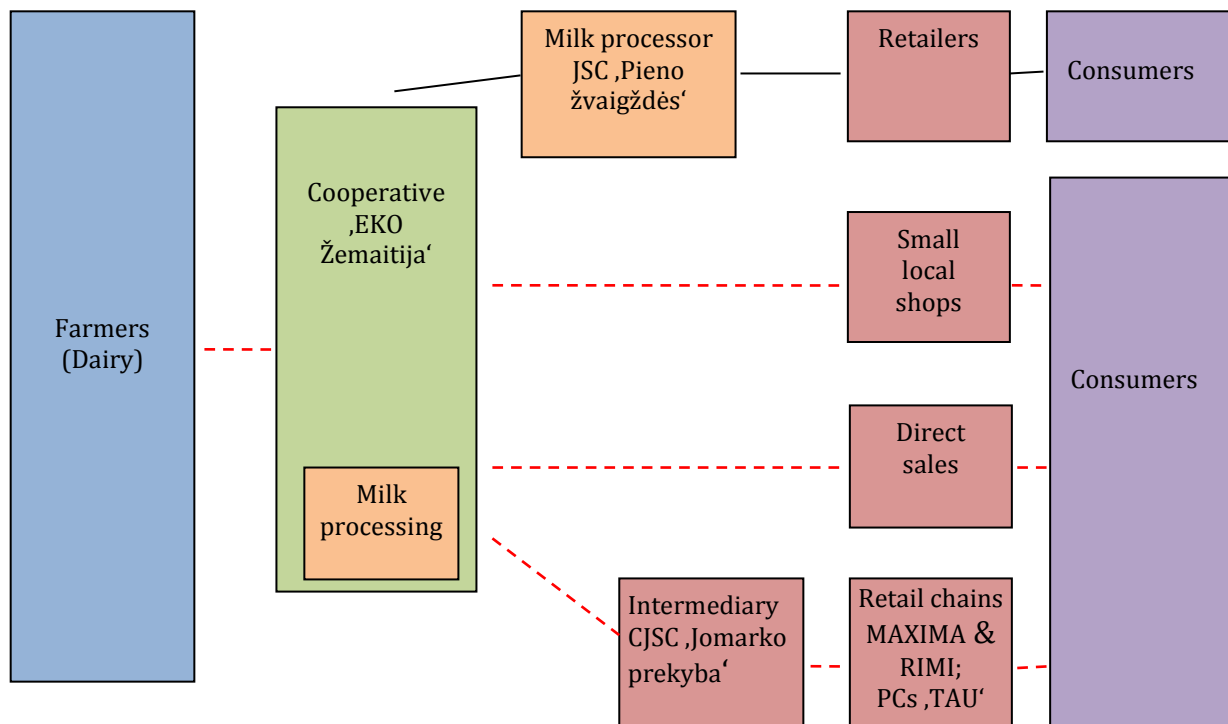 Milk processor
JSC ‚Pieno
žvaigždės‘
Retailers
Consumers
Cooperative
‚EKO
Žemaitija‘
Small
local
shops
Farmers
(Dairy)
Consumers
Direct
sales
Milk
processing
Intermediary
CJSC ‚Jomarko
prekyba‘
Retail chains
MAXIMA &
RIMI;
PCs ‚TAU‘